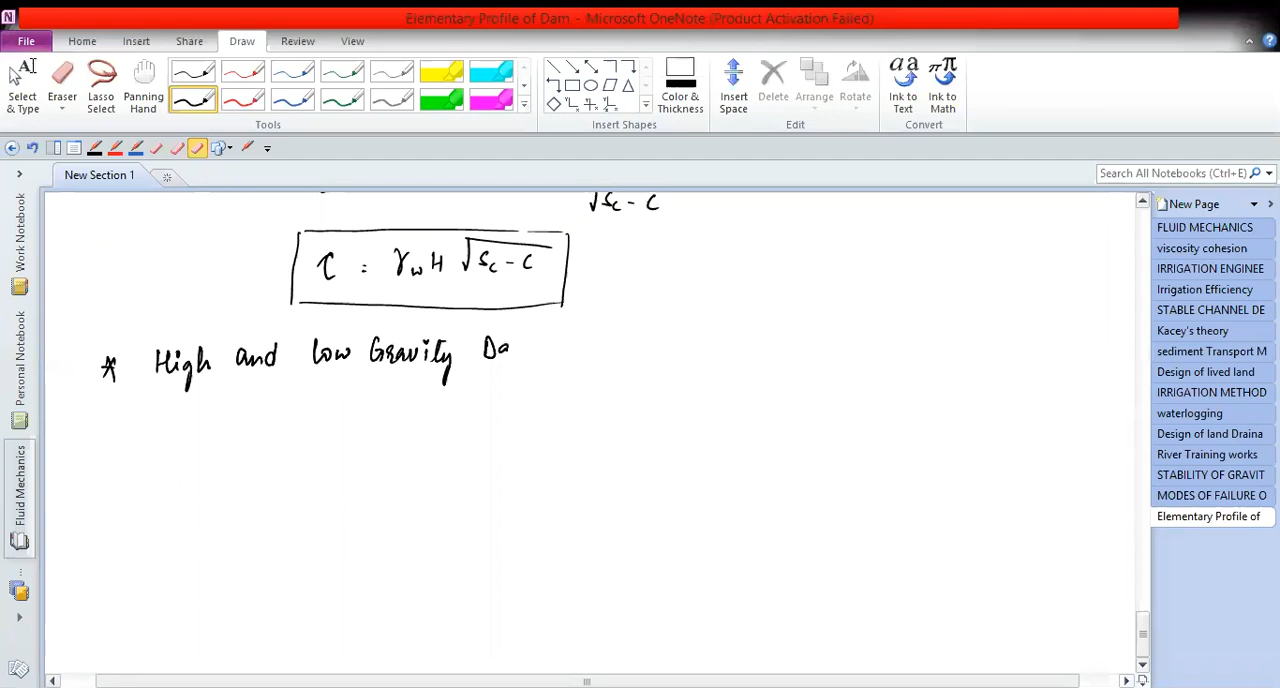 Elementary Profile of Dam. - Microsoft OneNote (Product Activation Failed)
File Home Insert Share Draw Review View
Select & Type
Eraser
Lasso Select
Panning Hand
Color & Thickness
Insert Space
Delete
Arrange
Rotate
Ink to Text
Ink to Math
Tools Insert Shapes Edit Convert
New Section 1
Search All Notebooks (Ctrl+E)
Work Notebook
Personal Notebook
Fluid Mechanics
√Sc - C
τ = γw H √Sc - C
* High and Low Gravity Da
New Page
FLUID MECHANICS
viscosity cohesion
IRRIGATION ENGINEE
Irrigation Efficiency
STABLE CHANNEL DE
Kacey's theory
sediment Transport M
Design of lived land
IRRIGATION METHOD
waterlogging
Design of land Draina
River Training works
STABILITY OF GRAVIT
MODES OF FAILURE O
Elementary Profile of